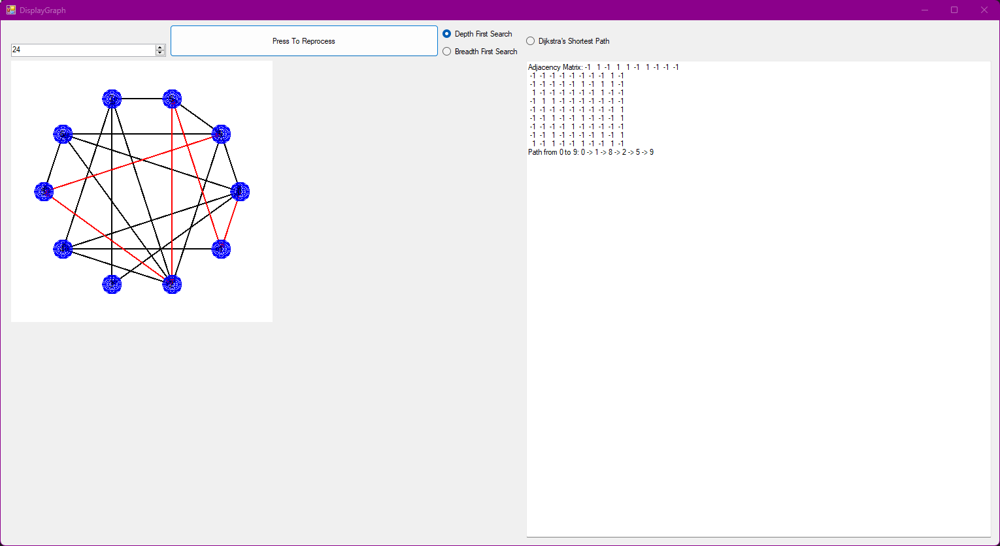 DisplayGraph
24
Press To Reprocess
Depth First Search
Breadth First Search
Dijkstra's Shortest Path
Adjacency Matrix: -1 1 -1 1 1 -1 1 -1 -1 -1
-1 -1 -1 -1 -1 -1 -1 -1 1 -1
-1 -1 -1 -1 -1 1 -1 1 1 -1
1 -1 1 -1 -1 -1 -1 -1 1 -1
-1 1 1 -1 1 -1 -1 -1 -1 -1
-1 -1 -1 -1 -1 -1 -1 -1 -1 1
-1 1 1 -1 1 1 -1 -1 -1 1
-1 -1 -1 -1 1 -1 -1 -1 -1 -1
-1 -1 1 -1 -1 -1 -1 1 -1 1
1 -1 1 -1 -1 1 -1 -1 1 -1
Path from 0 to 9: 0 -> 1 -> 8 -> 2 -> 5 -> 9